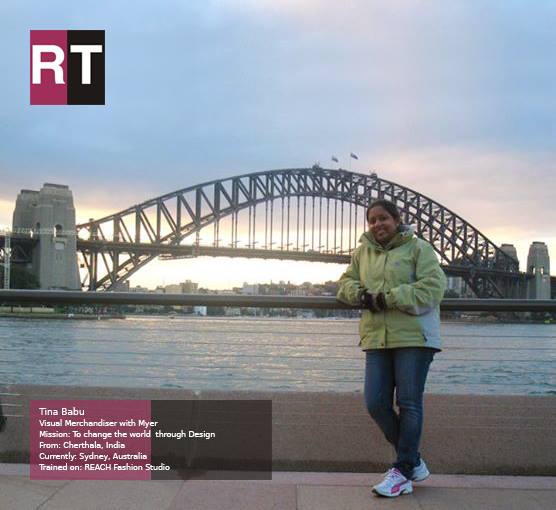 RT
Tina Babu
Visual Merchandiser with Myer
Mission: To change the world through Design
From: Cherthala, India
Currently: Sydney, Australia
Trained on: REACH Fashion Studio